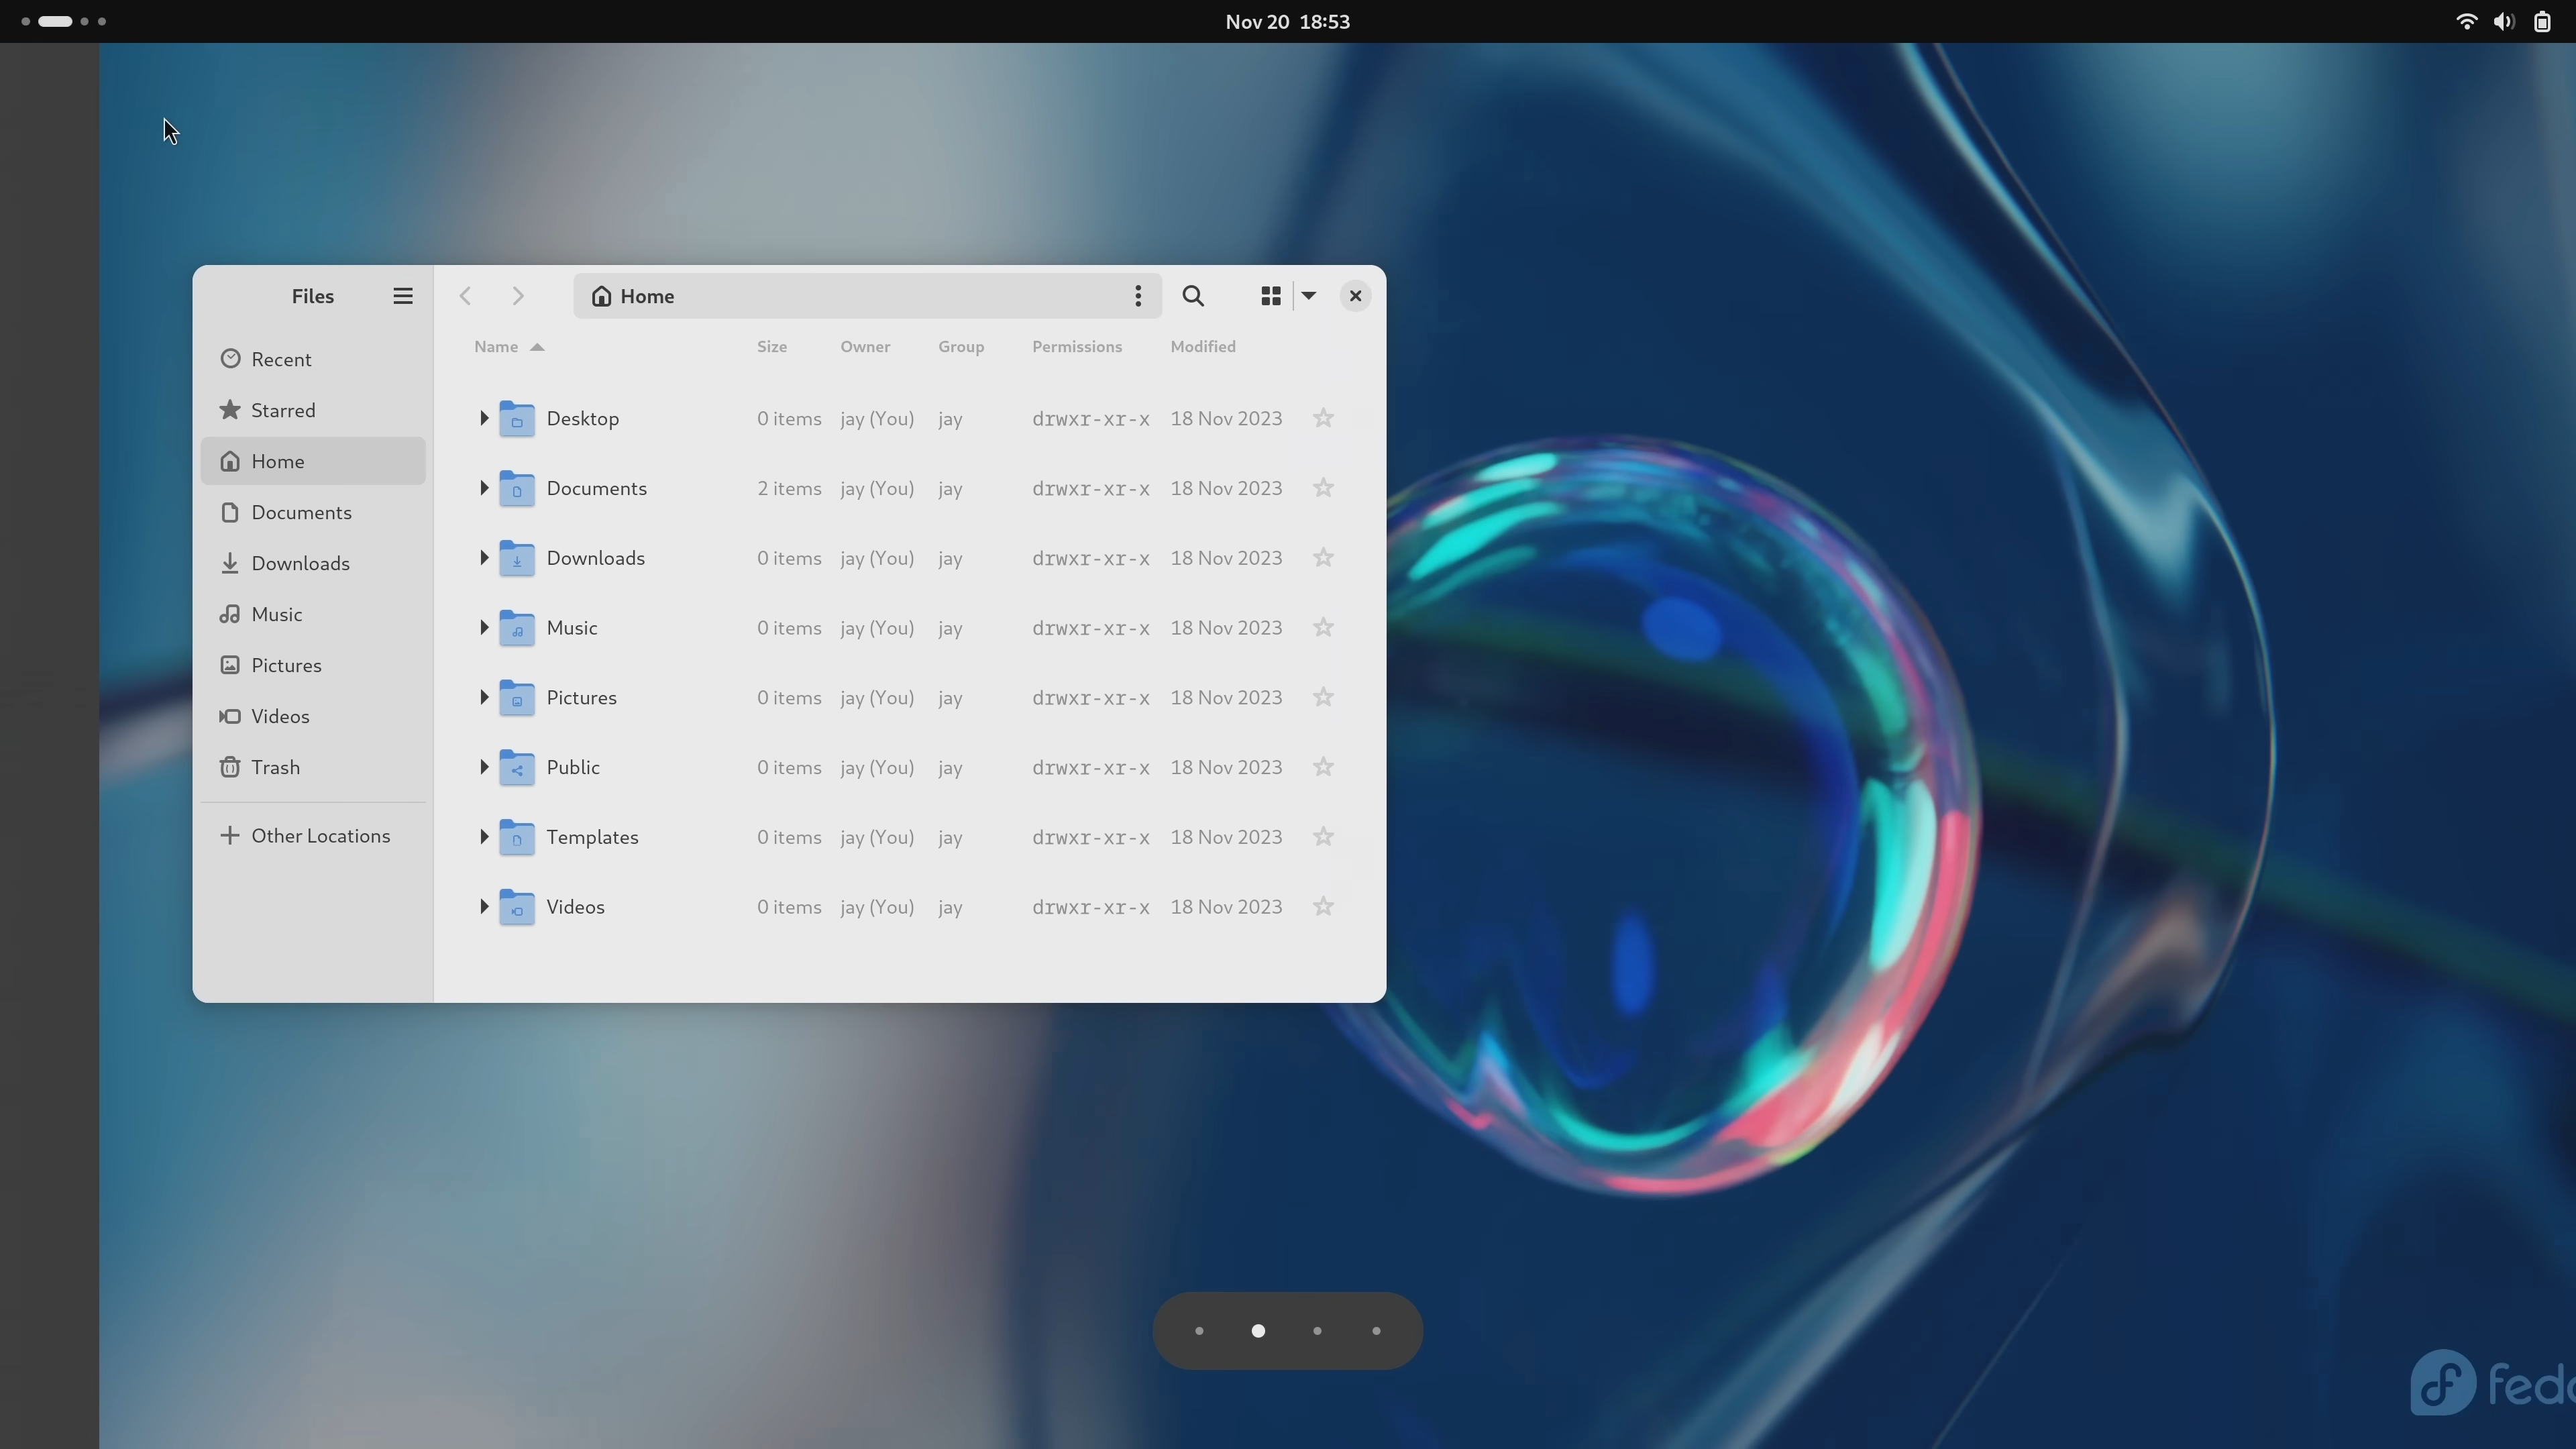 Nov 20 18:53
Files
Home
Recent
Starred
Home
Documents
Downloads
Music
Pictures
Videos
Trash
Other Locations
Name Size Owner Group Permissions Modified
Desktop 0 items jay (You) jay drwxr-xr-x 18 Nov 2023
Documents 2 items jay (You) jay drwxr-xr-x 18 Nov 2023
Downloads 0 items jay (You) jay drwxr-xr-x 18 Nov 2023
Music 0 items jay (You) jay drwxr-xr-x 18 Nov 2023
Pictures 0 items jay (You) jay drwxr-xr-x 18 Nov 2023
Public 0 items jay (You) jay drwxr-xr-x 18 Nov 2023
Templates 0 items jay (You) jay drwxr-xr-x 18 Nov 2023
Videos 0 items jay (You) jay drwxr-xr-x 18 Nov 2023